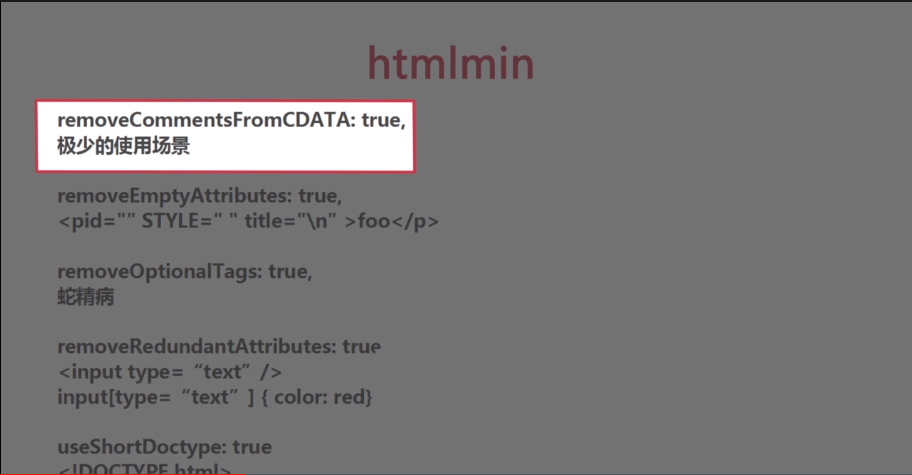 htmlmin
removeCommentsFromCDATA: true,
极少的使用场景
removeEmptyAttributes: true,
<pid="" STYLE=" " title="\n" >foo</p>
removeOptionalTags: true,
蛇精病
removeRedundantAttributes: true
<input type= “text” />
input[type= “text” ] { color: red}
useShortDoctype: true
<!DOCTYPE html>